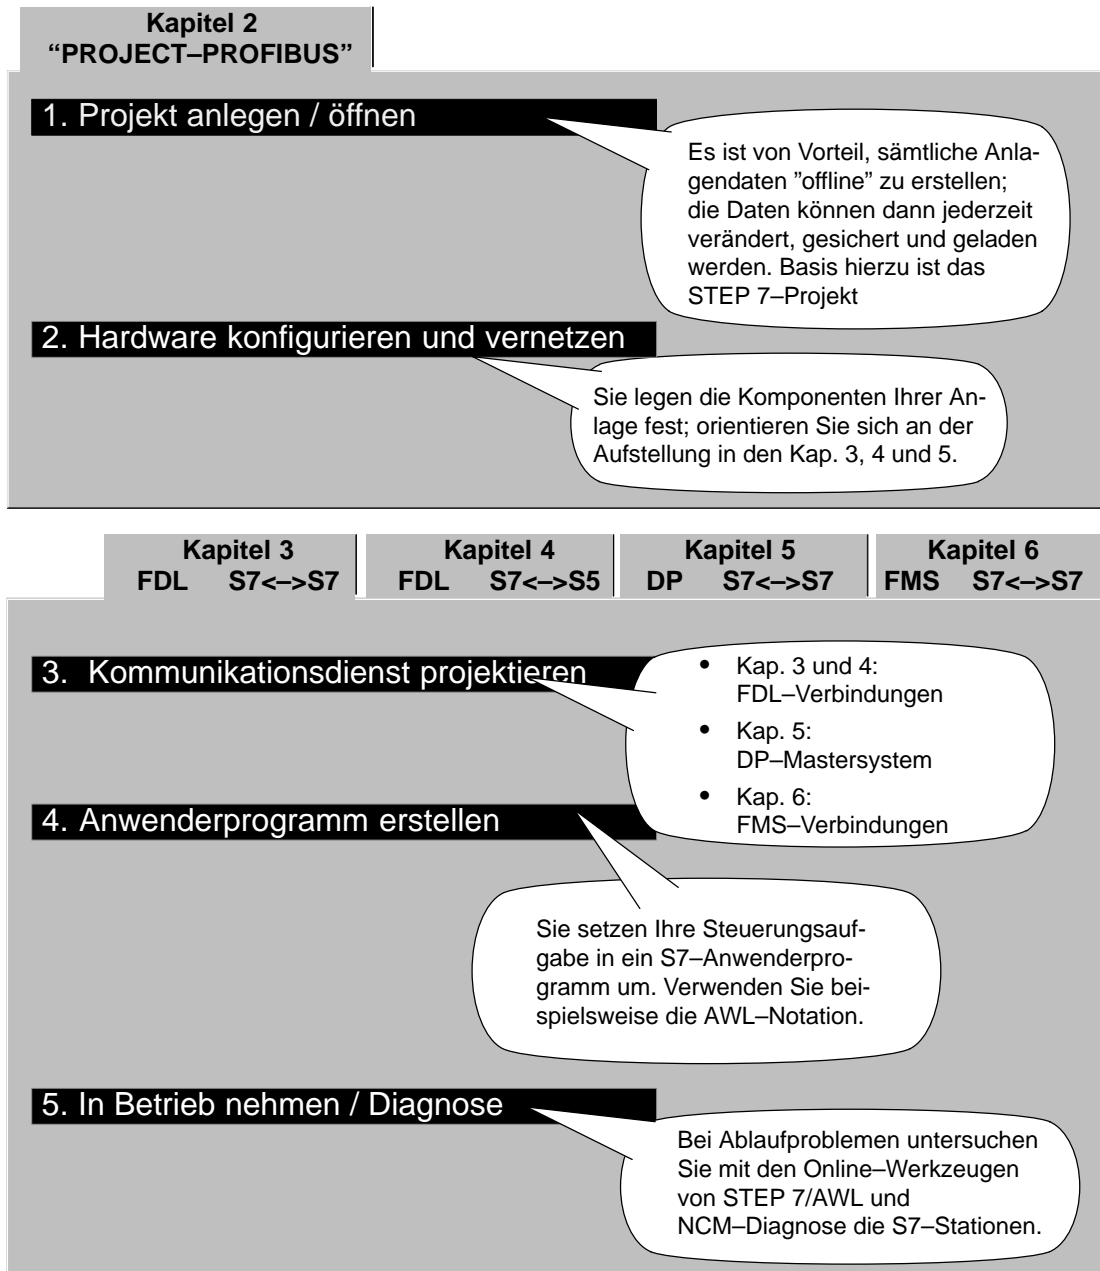 Kapitel 2
“PROJECT–PROFIBUS”
1. Projekt anlegen / öffnen
Es ist von Vorteil, sämtliche Anla-
gendaten ”offline” zu erstellen;
die Daten können dann jederzeit
verändert, gesichert und geladen
werden. Basis hierzu ist das
STEP 7–Projekt
2. Hardware konfigurieren und vernetzen
Sie legen die Komponenten Ihrer An-
lage fest; orientieren Sie sich an der
Aufstellung in den Kap. 3, 4 und 5.
Kapitel 3
FDL S7<–>S7
Kapitel 4
FDL S7<–>S5
Kapitel 5
DP S7<–>S7
Kapitel 6
FMS S7<–>S7
3. Kommunikationsdienst projektieren
• Kap. 3 und 4:
FDL–Verbindungen
• Kap. 5:
DP–Mastersystem
• Kap. 6:
FMS–Verbindungen
4. Anwenderprogramm erstellen
Sie setzen Ihre Steuerungsauf-
gabe in ein S7–Anwenderpro-
gramm um. Verwenden Sie bei-
spielsweise die AWL–Notation.
5. In Betrieb nehmen / Diagnose
Bei Ablaufproblemen untersuchen
Sie mit den Online–Werkzeugen
von STEP 7/AWL und
NCM–Diagnose die S7–Stationen.